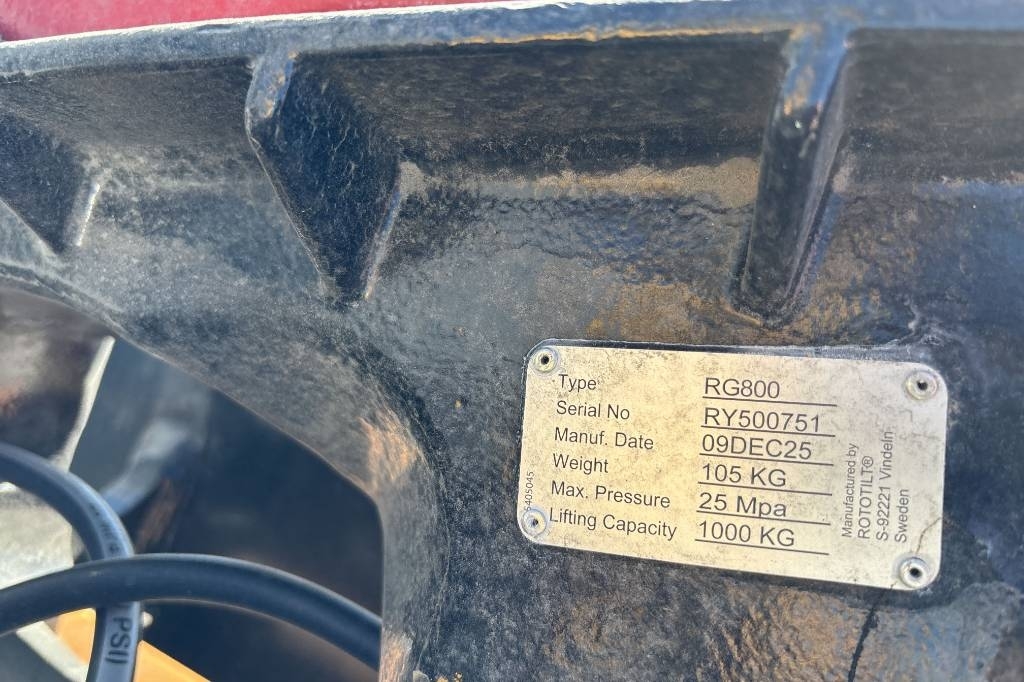 Type RG800
Serial No RY500751
Manuf. Date 09DEC25
Weight 105 KG
Max. Pressure 25 Mpa
Lifting Capacity 1000 KG
Manufactured by
ROTOTILT®
S-92221 Vindeln
Sweden
5405045
PSI)